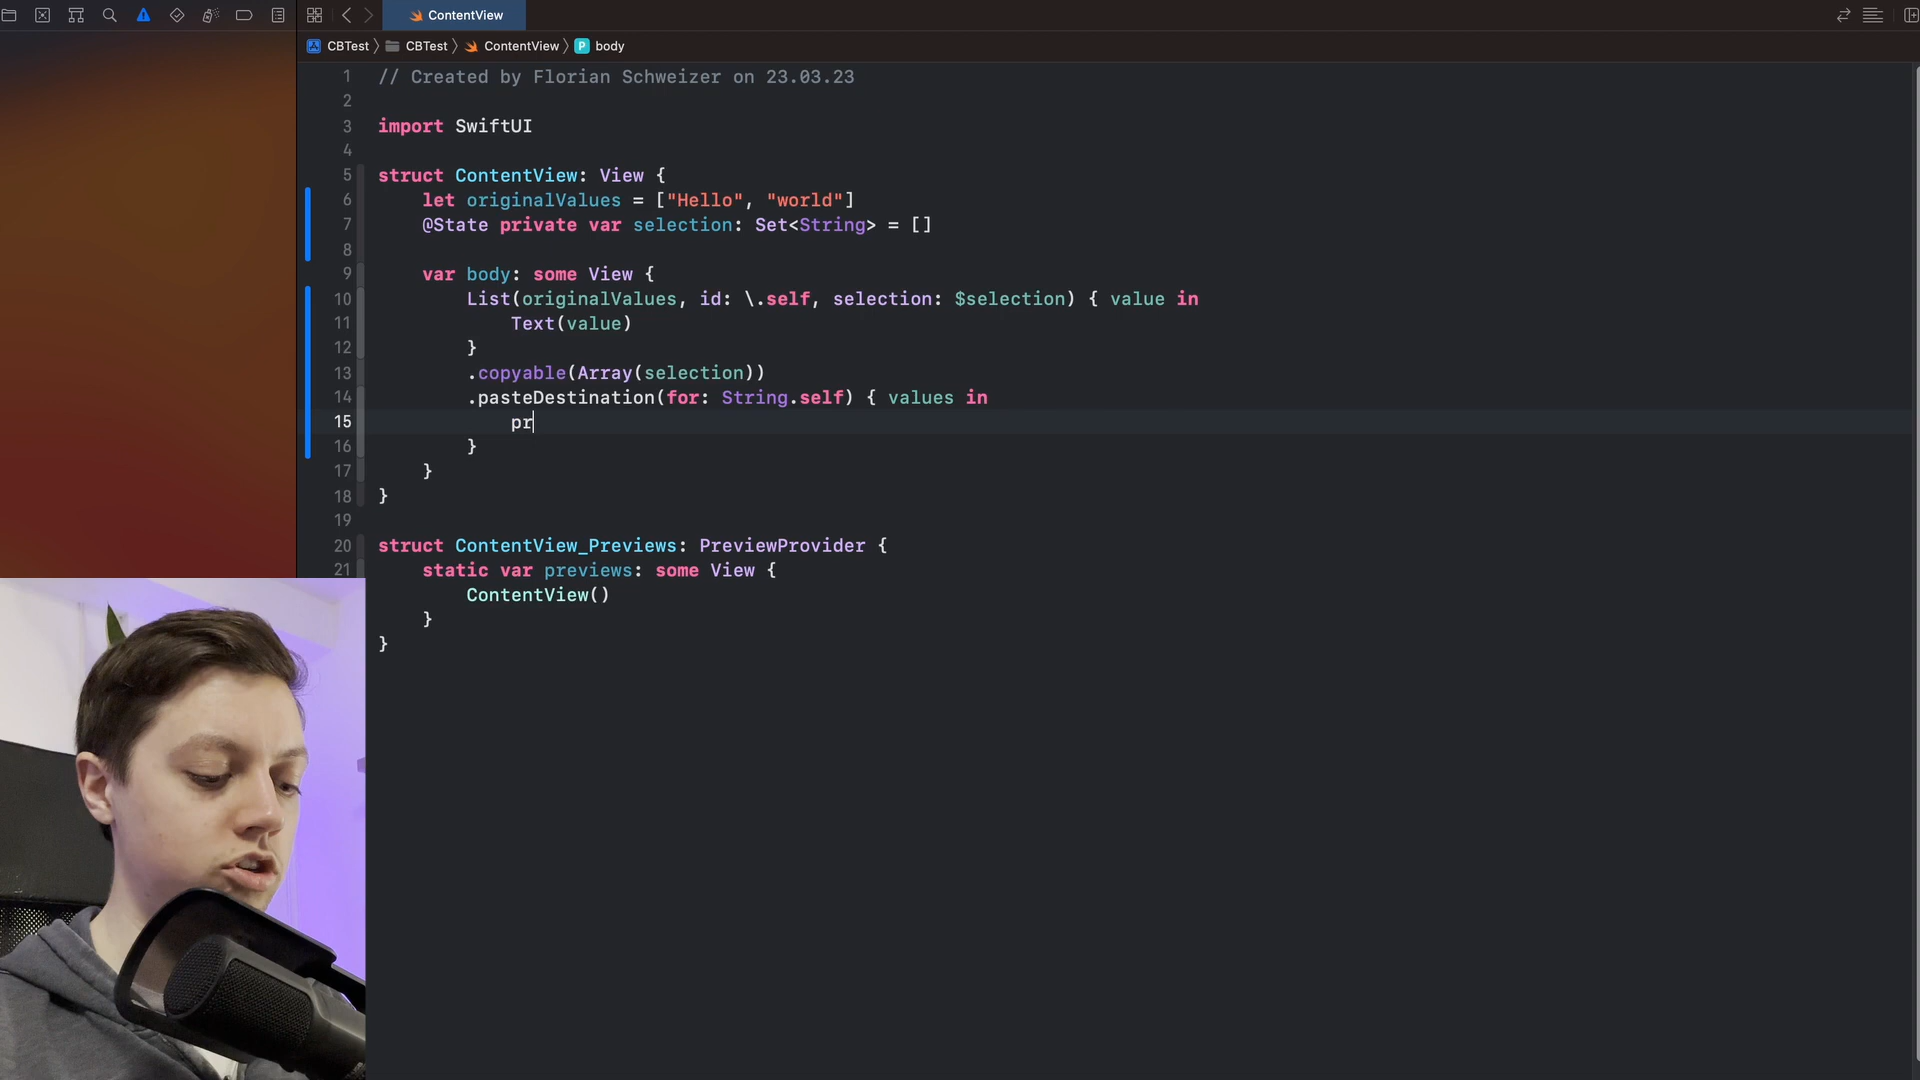 ContentView
CBTest
CBTest
ContentView
P body
1 // Created by Florian Schweizer on 23.03.23
2
3 import SwiftUI
4
5 struct ContentView: View {
6 let originalValues = ["Hello", "world"]
7 @State private var selection: Set<String> = []
8
9 var body: some View {
10 List(originalValues, id: \.self, selection: $selection) { value in
11 Text(value)
12 }
13 .copyable(Array(selection))
14 .pasteDestination(for: String.self) { values in
15 pr
16 }
17 }
18 }
19
20 struct ContentView_Previews: PreviewProvider {
21 static var previews: some View {
ContentView()
}
}